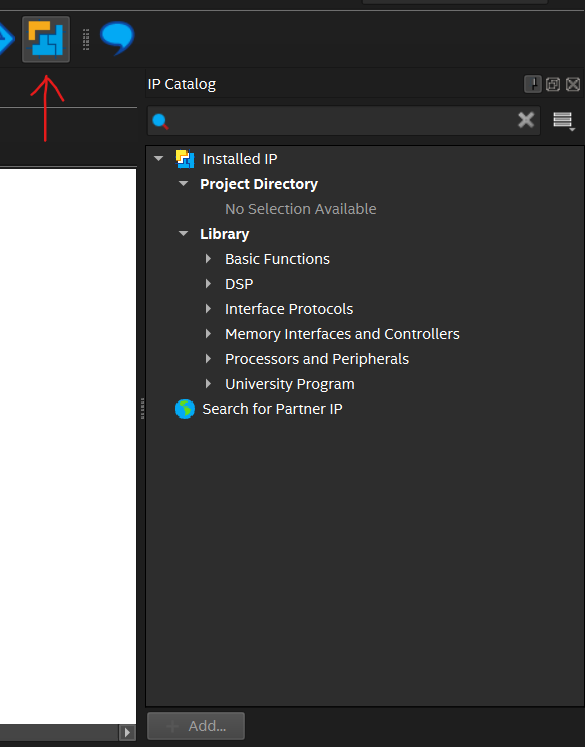 IP Catalog
Installed IP
Project Directory
No Selection Available
Library
Basic Functions
DSP
Interface Protocols
Memory Interfaces and Controllers
Processors and Peripherals
University Program
Search for Partner IP
Add...